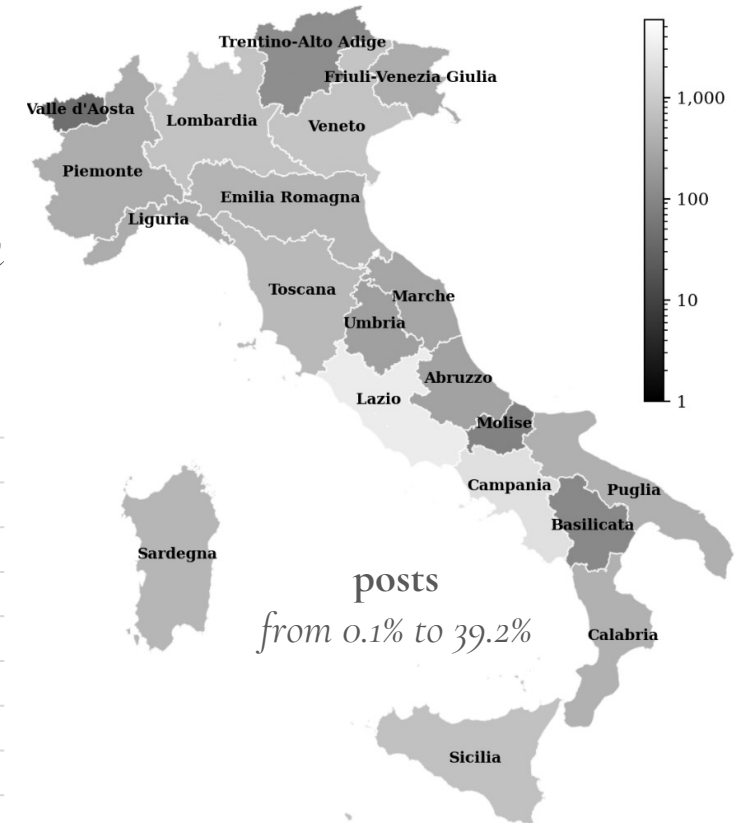 Trentino-Alto Adige
Friuli-Venezia Giulia
Valle d'Aosta
Lombardia
Veneto
Piemonte
Emilia Romagna
Liguria
Toscana
Marche
Umbria
Abruzzo
Lazio
Molise
Campania
Puglia
Basilicata
Sardegna
Calabria
Sicilia
posts
from 0.1% to 39.2%
1,000
100
10
1